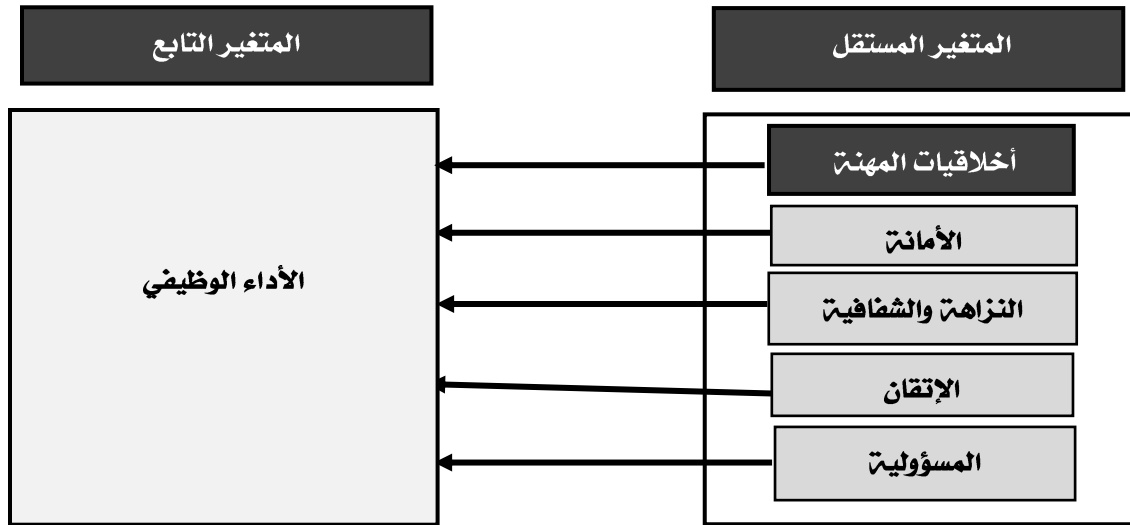 المتغير المستقل
المتغير التابع
أخلاقيات المهنة
الأمانة
النزاهة والشفافية
الإتقان
المسؤولية
الأداء الوظيفي